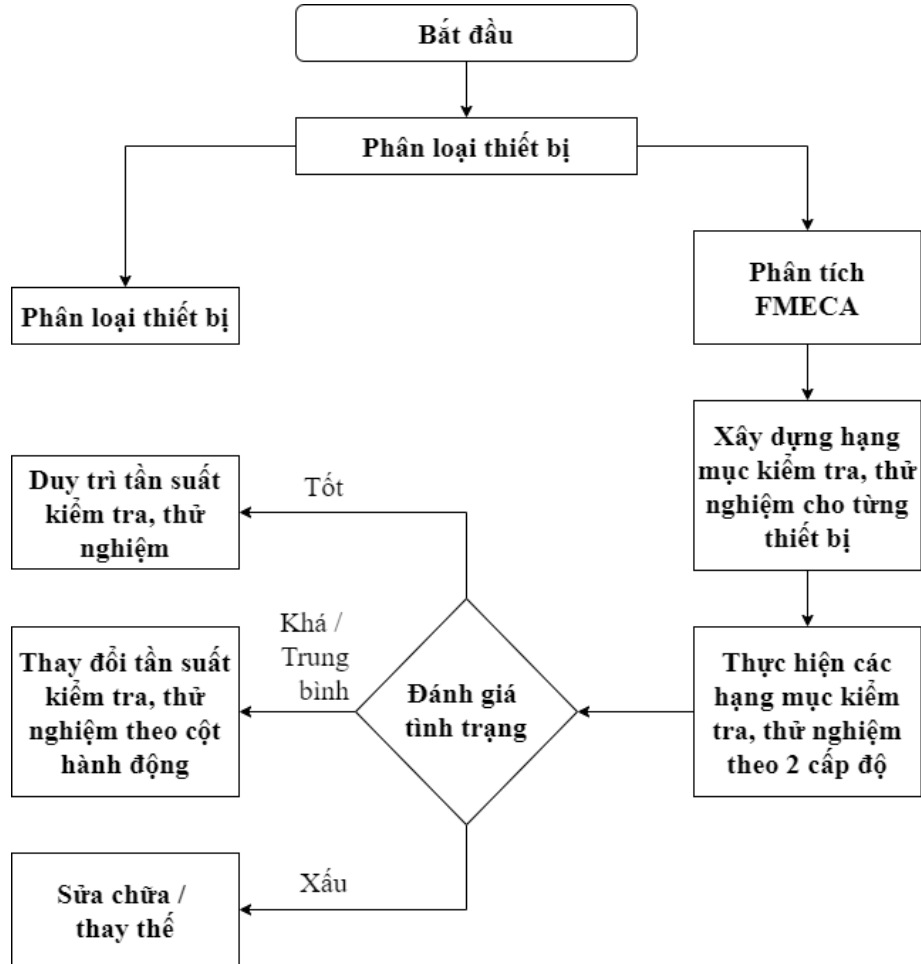 Bắt đầu
Phân loại thiết bị
Phân loại thiết bị
Phân tích
FMECA
Xây dựng hạng
mục kiểm tra, thử
nghiệm cho từng
thiết bị
Thực hiện các
hạng mục kiểm
tra, thử nghiệm
theo 2 cấp độ
Đánh giá
tình trạng
Tốt
Duy trì tần suất
kiểm tra, thử
nghiệm
Khá /
Trung
bình
Thay đổi tần suất
kiểm tra, thử
nghiệm theo cột
hành động
Xấu
Sửa chữa /
thay thế